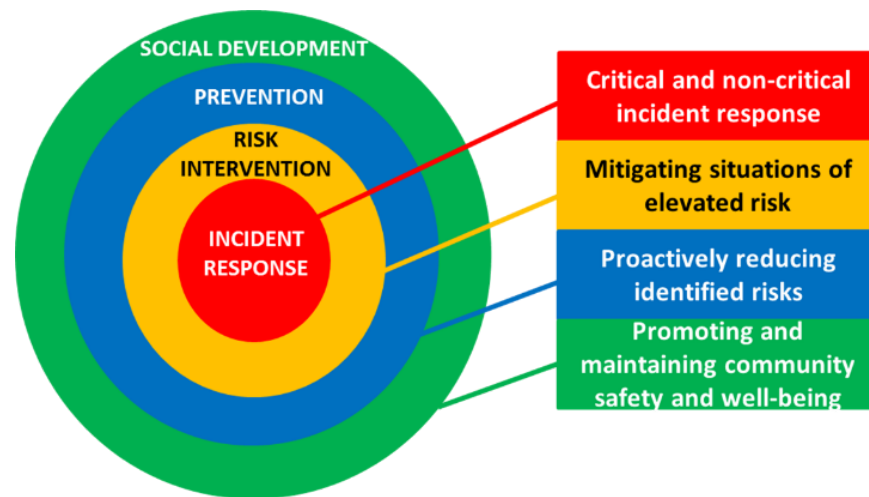 SOCIAL DEVELOPMENT
PREVENTION
RISK
INTERVENTION
INCIDENT
RESPONSE
Critical and non-critical
incident response
Mitigating situations of
elevated risk
Proactively reducing
identified risks
Promoting and
maintaining community
safety and well-being